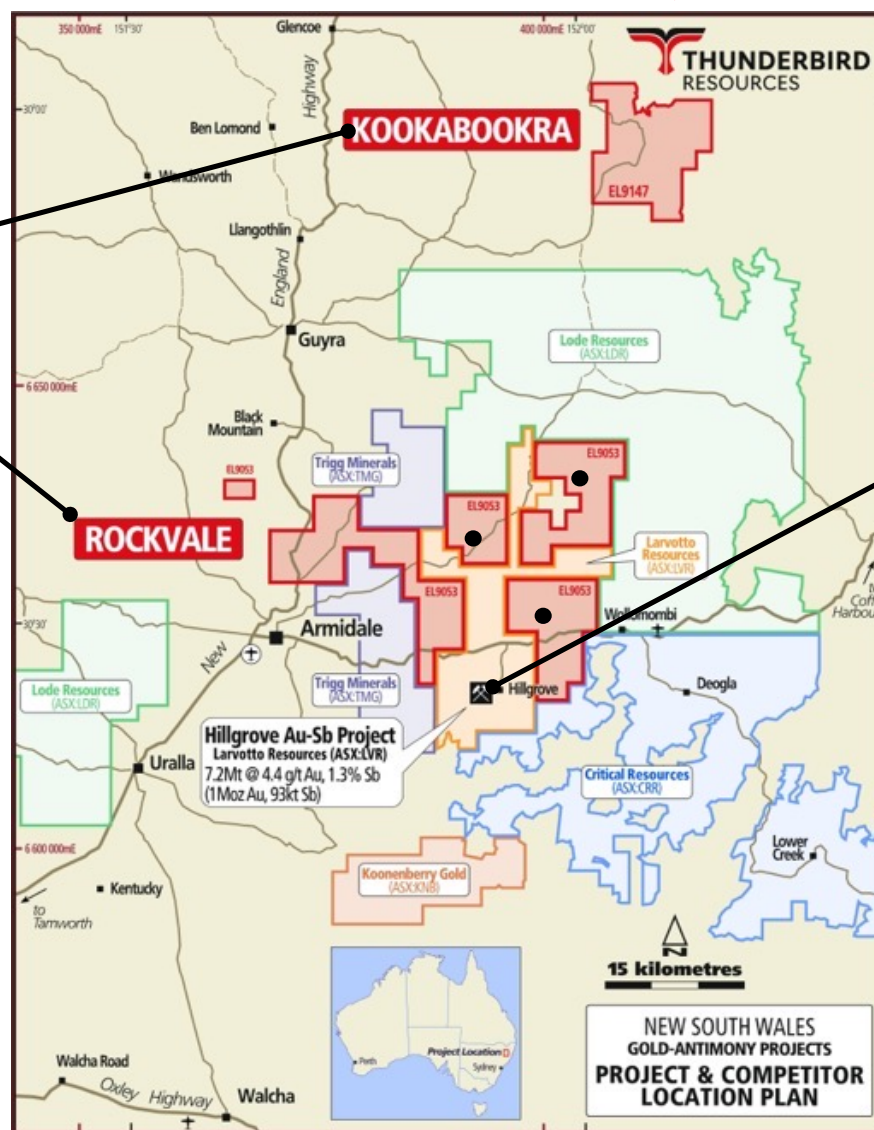 350 000mE
151°30'
Glencoe
400 000mE
152°00'
THUNDERBIRD
RESOURCES
30°00'
Highway
Ben Lomond
KOOKABOOKRA
Wandsworth
EL9147
Llangothlin
England
Guyra
Lode Resources
(ASX:LDR)
6 650 000mE
Black
Mountain
Trigg Minerals
(ASX:TMG)
EL9053
EL9053
EL9053
ROCKVALE
Larvotto
Resources
(ASX:LVR)
EL9053
EL9053
to
Coffs
Harbour
30°30'
Wollomombi
Armidale
New
Trigg Minerals
(ASX:TMG)
Hillgrove
Deogla
Lode Resources
(ASX:LDR)
Hillgrove Au-Sb Project
Larvotto Resources (ASX:LVR)
7.2Mt @ 4.4 g/t Au, 1.3% Sb
(1Moz Au, 93kt Sb)
Uralla
Critical Resources
(ASX:CRR)
6 600 000mE
Lower
Creek
Koonenberry Gold
(ASX:KNB)
Kentucky
to
Tamworth
N
15 kilometres
Project Location
Perth
Sydney
NEW SOUTH WALES
GOLD-ANTIMONY PROJECTS
PROJECT & COMPETITOR
LOCATION PLAN
Walcha Road
Oxley Highway
Walcha